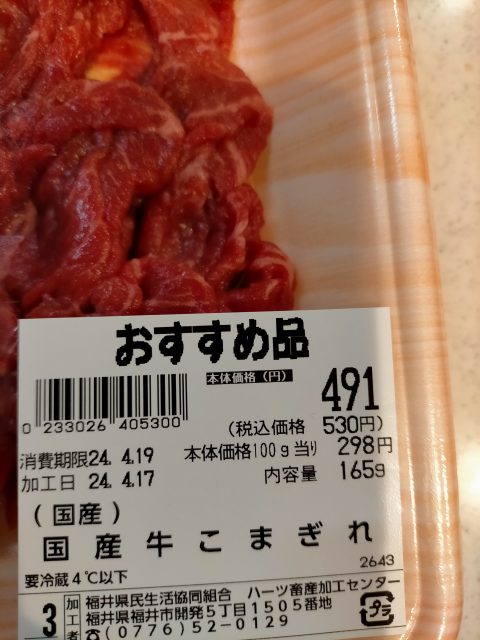 おすすめ品
本体価格(円)
491
0 233026 405300
(税込価格 530円)
消費期限24. 4.19 本体価格100g当り 298円
加工日 24. 4.17 内容量 165g
(国産)
国産牛こまぎれ
2643
要冷蔵4℃以下
3 加工者 福井県民生活協同組合 ハーツ畜産加工センター
福井県福井市開発5丁目1505番地
☎(0776)52-0129
プラ